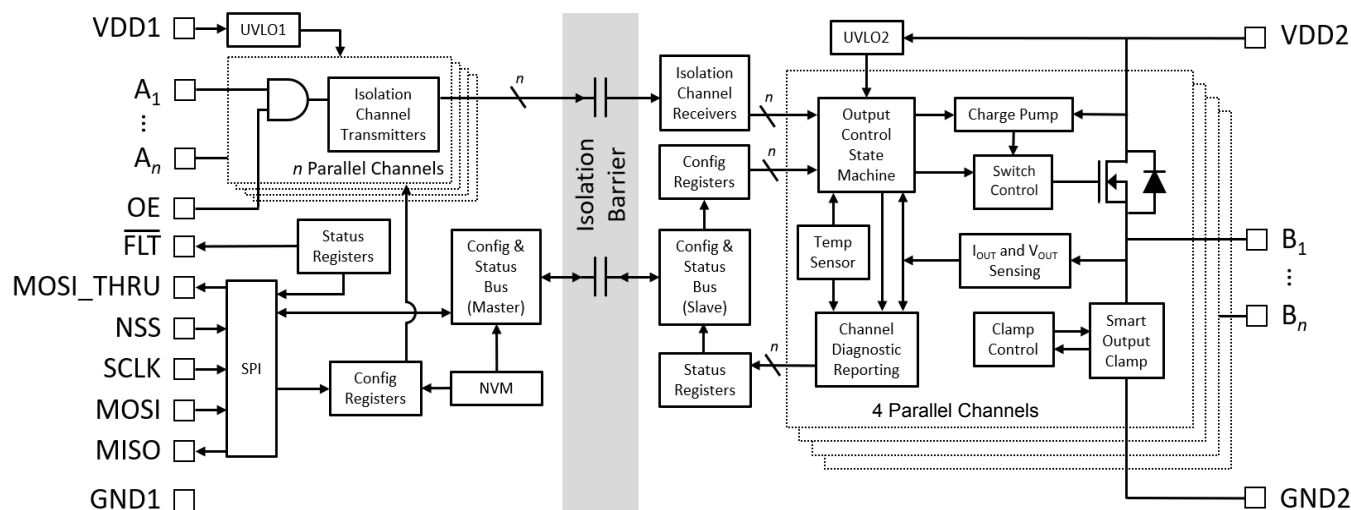 VDD1
UVLO1
A1
⋮
An
Isolation
Channel
Transmitters
n Parallel Channels
n
OE
FLT
Status
Registers
MOSI_THRU
NSS
SCLK
MOSI
MISO
GND1
SPI
Config
Registers
NVM
Config &
Status
Bus
(Master)
Isolation
Barrier
Isolation
Channel
Receivers
n
Config
Registers
n
Config &
Status
Bus
(Slave)
Status
Registers
n
UVLO2
Output
Control
State
Machine
Charge Pump
Switch
Control
Temp
Sensor
IOUT and VOUT
Sensing
Channel
Diagnostic
Reporting
Clamp
Control
Smart
Output
Clamp
4 Parallel Channels
VDD2
B1
⋮
Bn
GND2